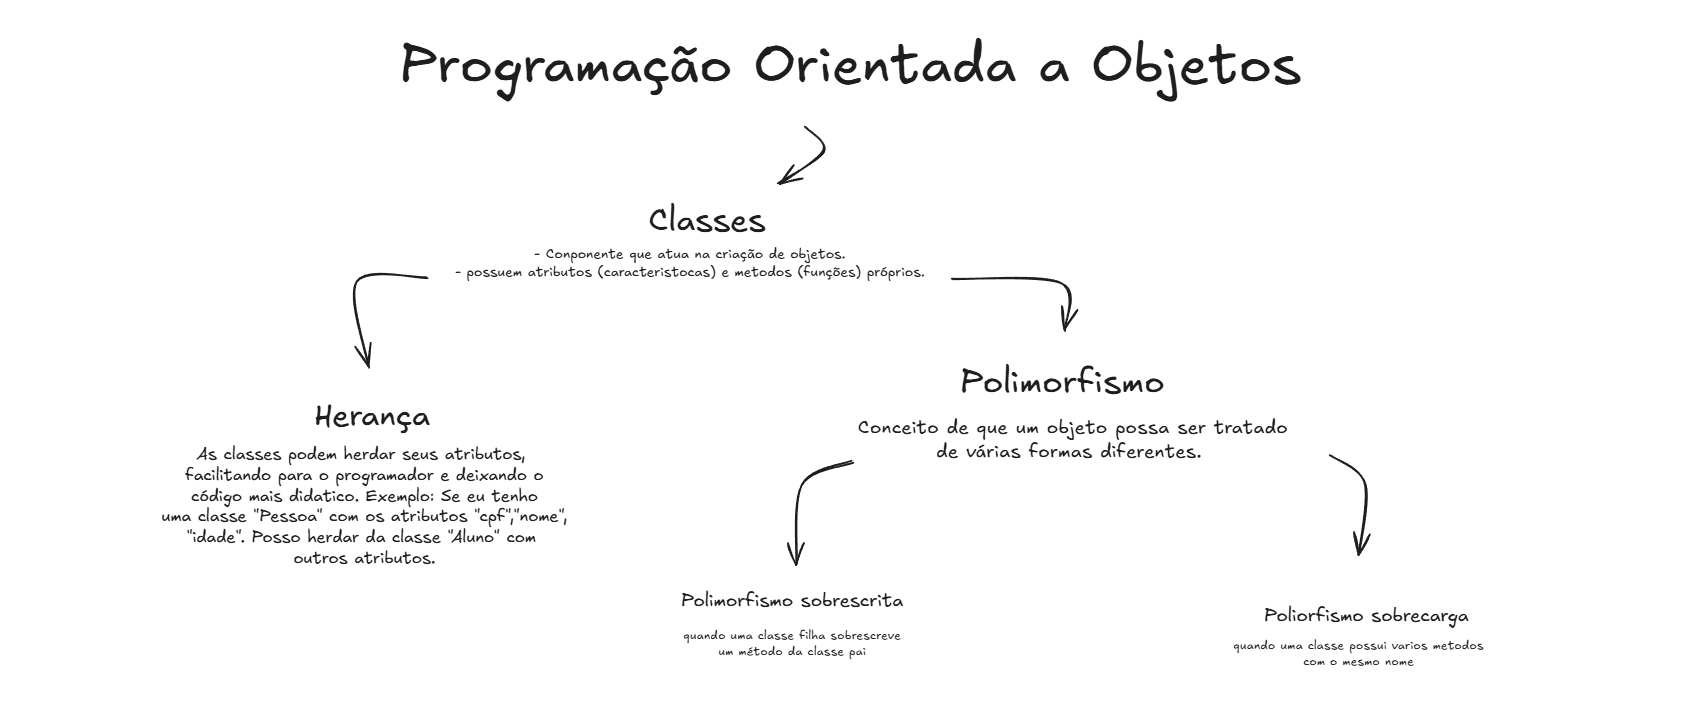 Programação Orientada a Objetos
Classes
- Conponente que atua na criação de objetos.
- possuem atributos (caracteristocas) e metodos (funções) próprios.
Herança
As classes podem herdar seus atributos,
facilitando para o programador e deixando o
código mais didatico. Exemplo: Se eu tenho
uma classe "Pessoa" com os atributos "cpf","nome",
"idade". Posso herdar da classe "Aluno" com
outros atributos.
Polimorfismo
Conceito de que um objeto possa ser tratado
de várias formas diferentes.
Polimorfismo sobrescrita
quando uma classe filha sobrescreve
um método da classe pai
Poliorfismo sobrecarga
quando uma classe possui varios metodos
com o mesmo nome